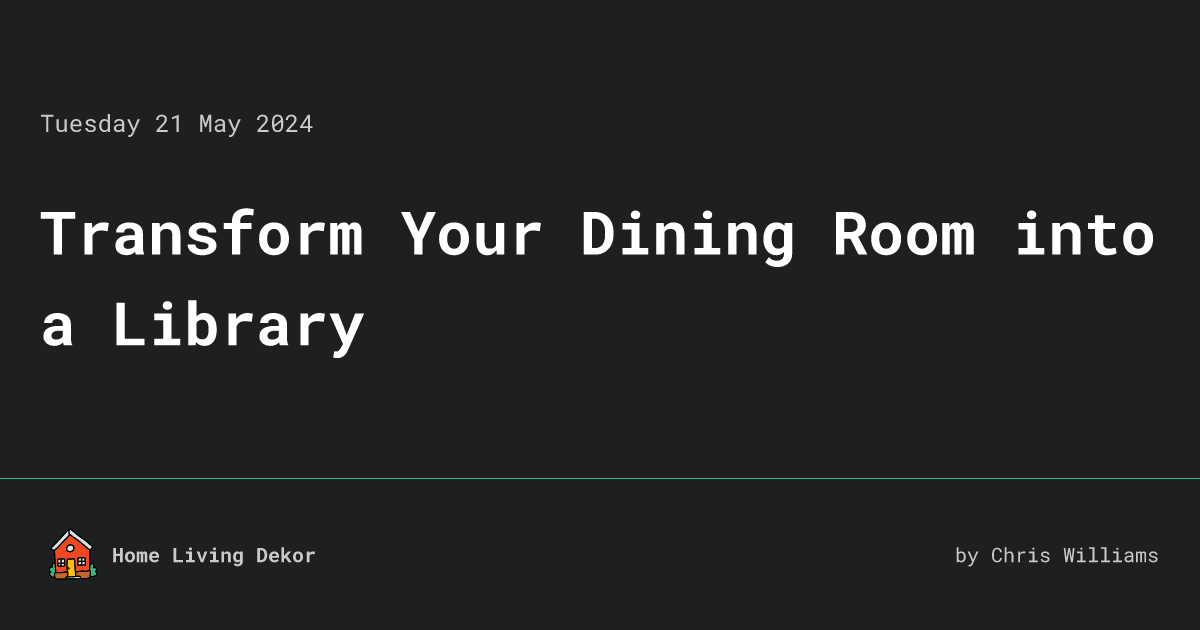 Tuesday 21 May 2024
Transform Your Dining Room into
a Library
Home Living Dekor
by Chris Williams